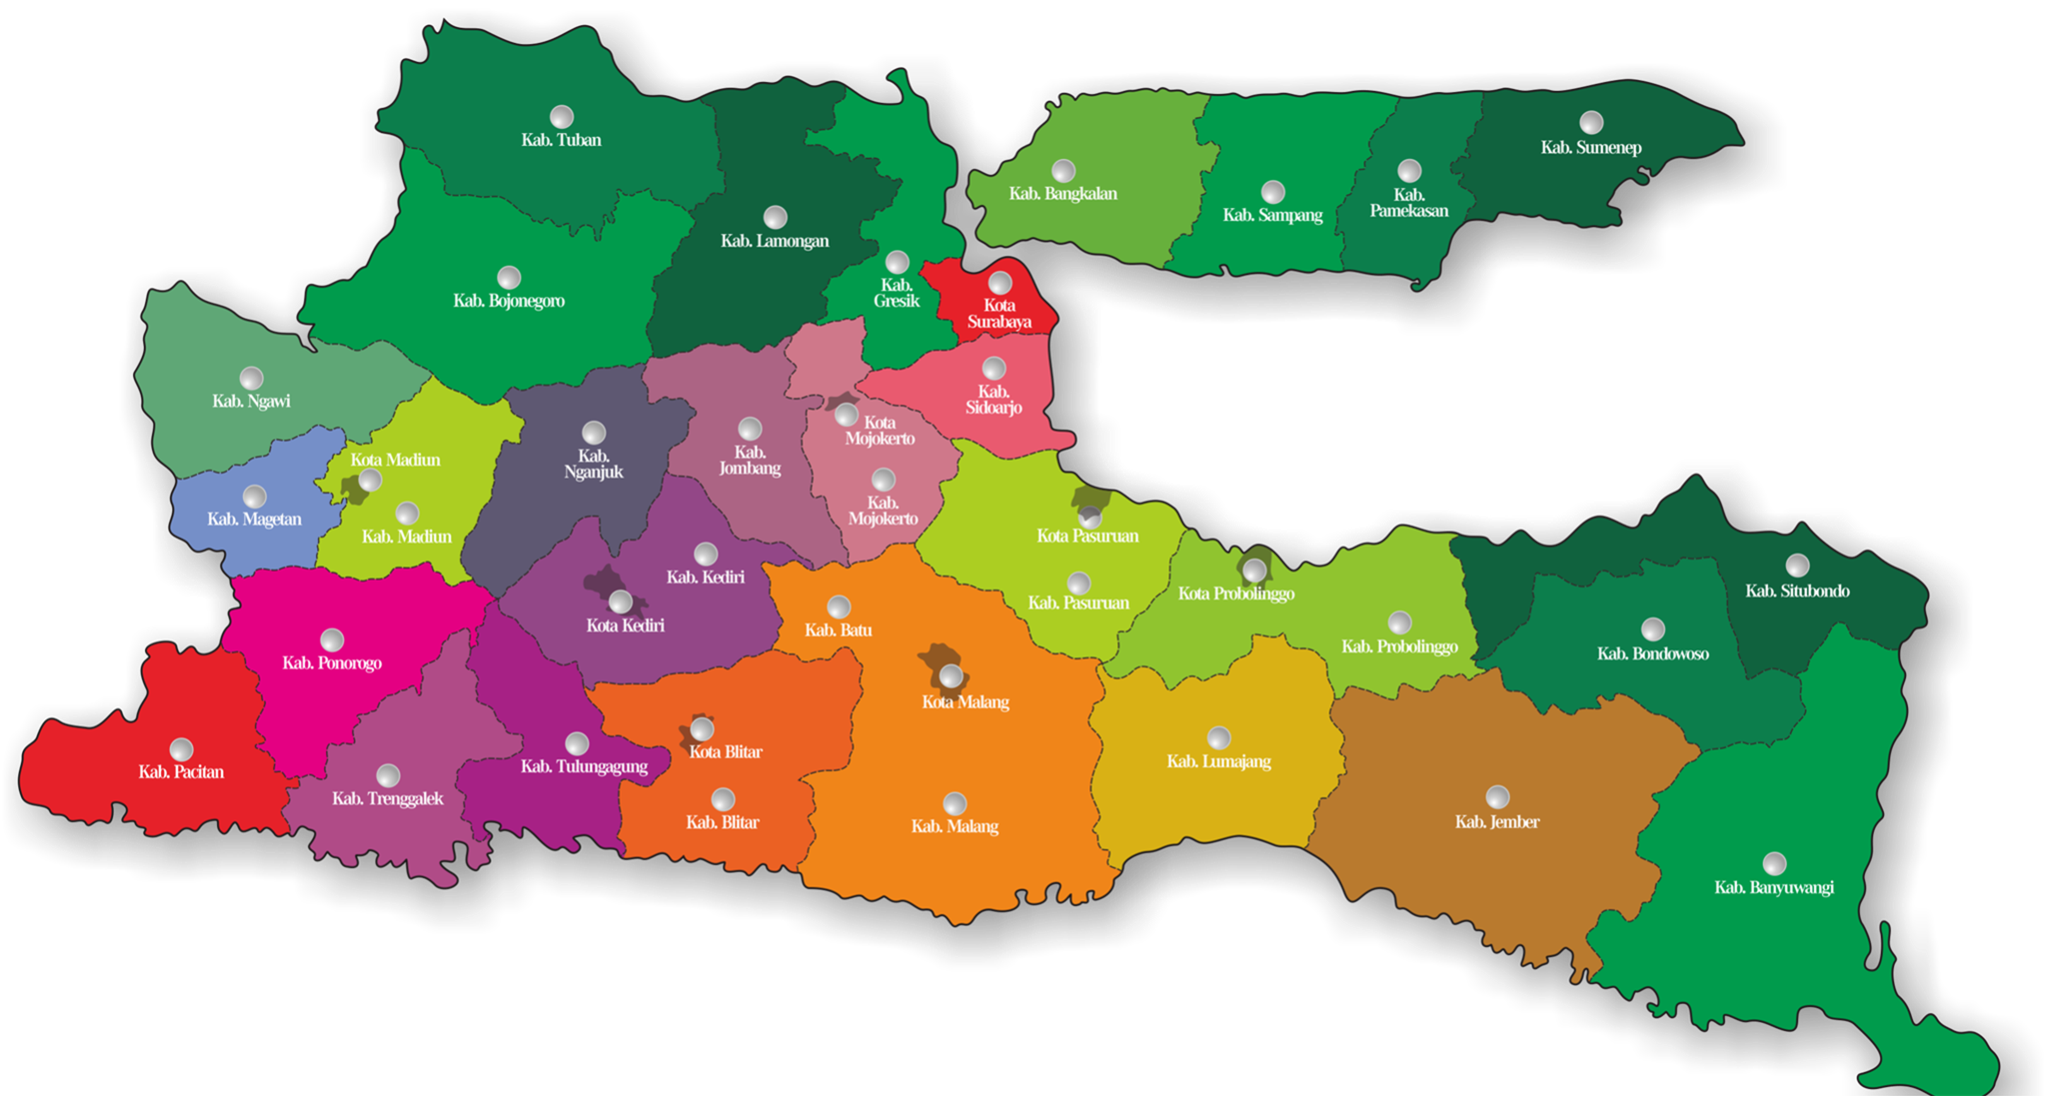 Kab. Tuban
Kab. Sumenep
Kab. Bangkalan
Kab.
Pamekasan
Kab. Sampang
Kab. Lamongan
Kab. Bojonegoro
Kab.
Gresik
Kota
Surabaya
Kab. Ngawi
Kab.
Sidoarjo
Kota
Mojokerto
Kab.
Nganjuk
Kab.
Jombang
Kota Madiun
Kab. Magetan
Kab. Madiun
Kab.
Mojokerto
Kota Pasuruan
Kab. Kediri
Kab. Pasuruan
Kota Probolinggo
Kab. Situbondo
Kota Kediri
Kab. Batu
Kab. Probolinggo
Kab. Bondowoso
Kab. Ponorogo
Kota Malang
Kota Blitar
Kab. Lumajang
Kab. Pacitan
Kab. Tulungagung
Kab. Trenggalek
Kab. Blitar
Kab. Malang
Kab. Jember
Kab. Banyuwangi